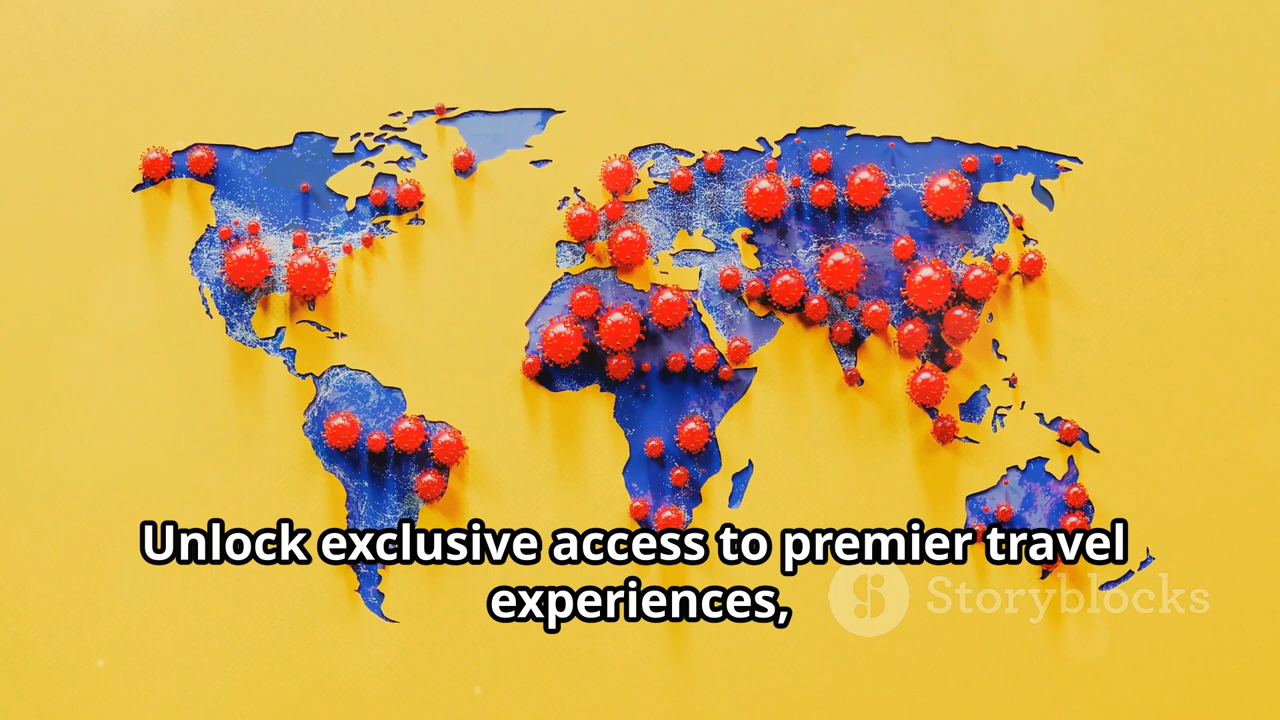 Unlock exclusive access to premier travel
experiences,
Storyblocks